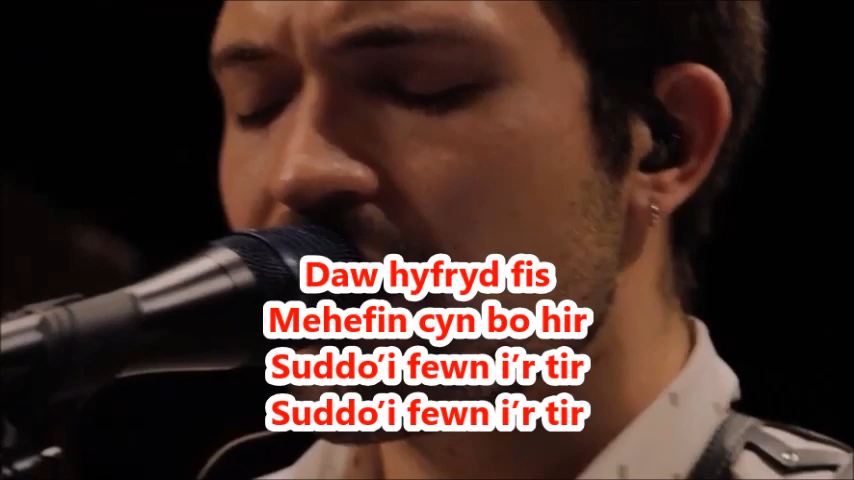 Daw hyfryd fis
Mehefin cyn bo hir
Suddo’i fewn i’r tir
Suddo’i fewn i’r tir